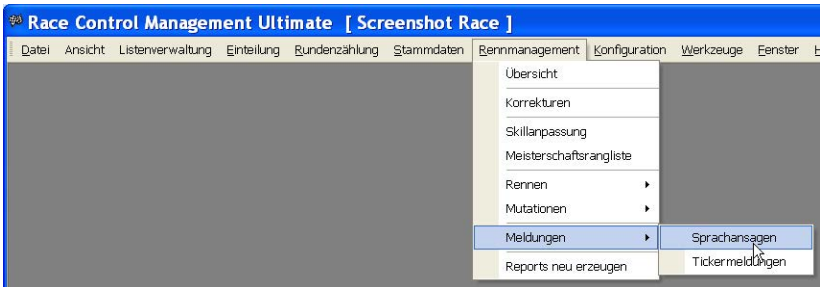 Race Control Management Ultimate [ Screenshot Race ]
Datei Ansicht Listenverwaltung Einteilung Rundenzählung Stammdaten Rennmanagement Konfiguration Werkzeuge Fenster H
Übersicht
Korrekturen
Skillanpassung
Meisterschaftsrangliste
Rennen
Mutationen
Meldungen Sprachansagen
Tickermeldungen
Reports neu erzeugen